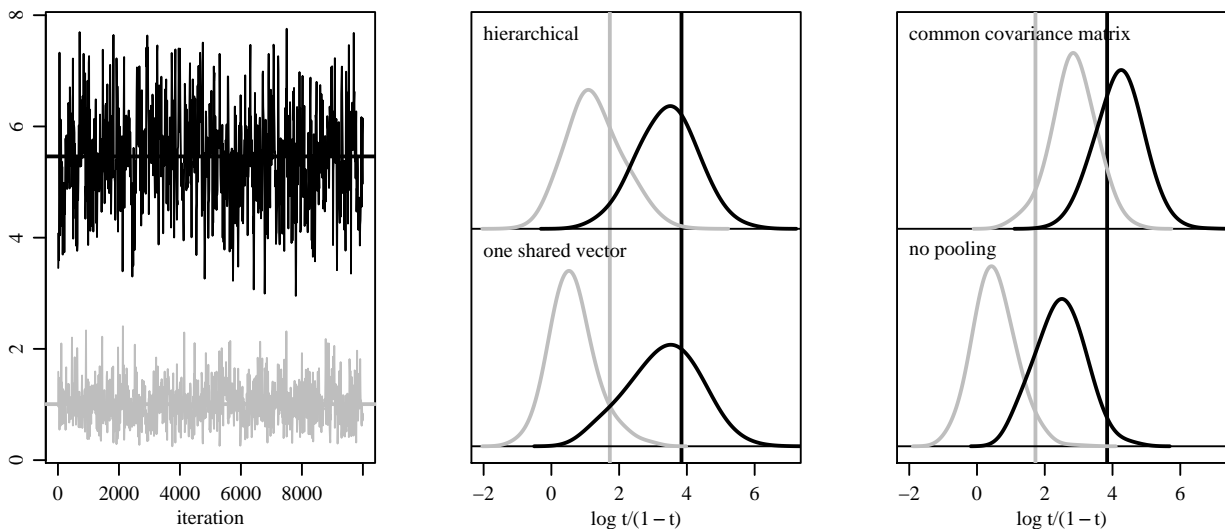 0 2 4 6 8
0 2000 4000 6000 8000
iteration
hierarchical
one shared vector
−2 0 2 4 6
log t/(1 − t)
common covariance matrix
no pooling
−2 0 2 4 6
log t/(1 − t)